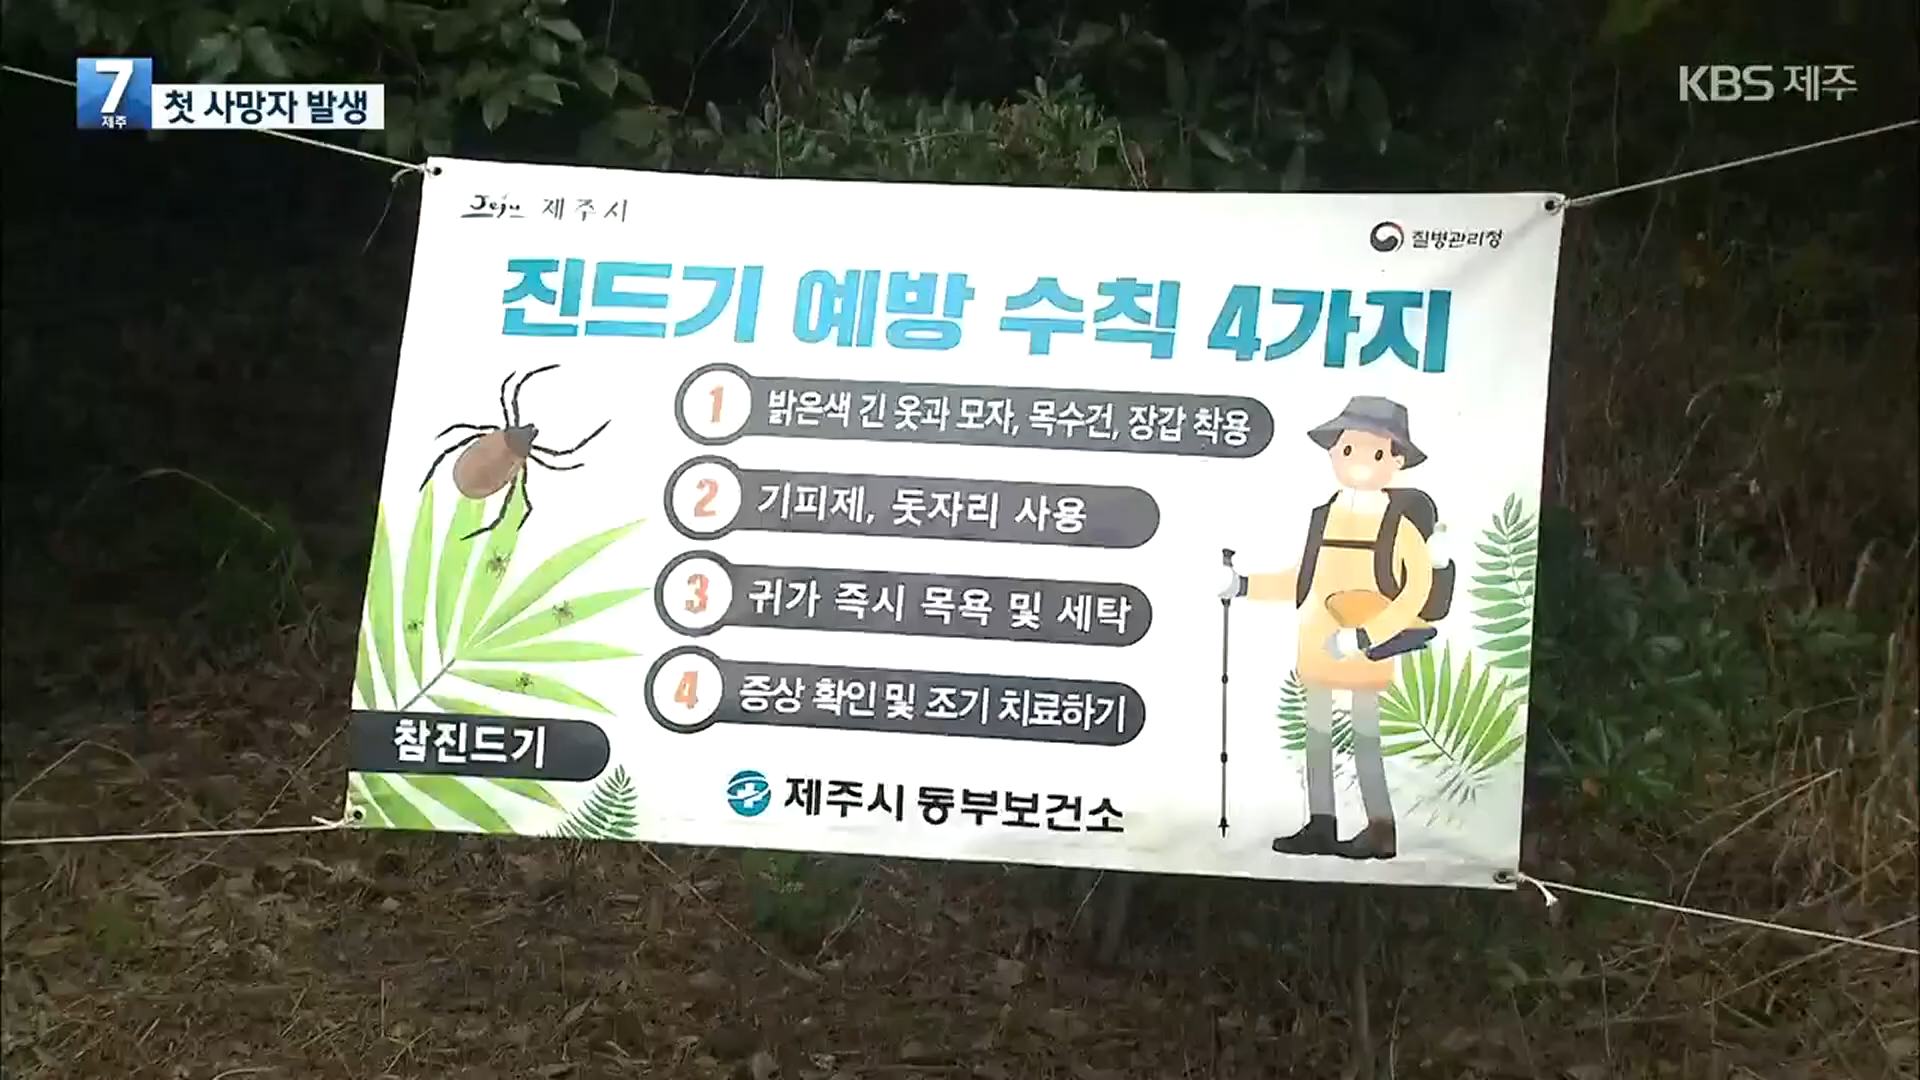 7
제주
첫 사망자 발생
KBS 제주
Jeju 제주시
질병관리청
진드기 예방 수칙 4가지
1 밝은색 긴 옷과 모자, 목수건, 장갑 착용
2 기피제, 돗자리 사용
3 귀가 즉시 목욕 및 세탁
4 증상 확인 및 조기 치료하기
참진드기
제주시 동부보건소